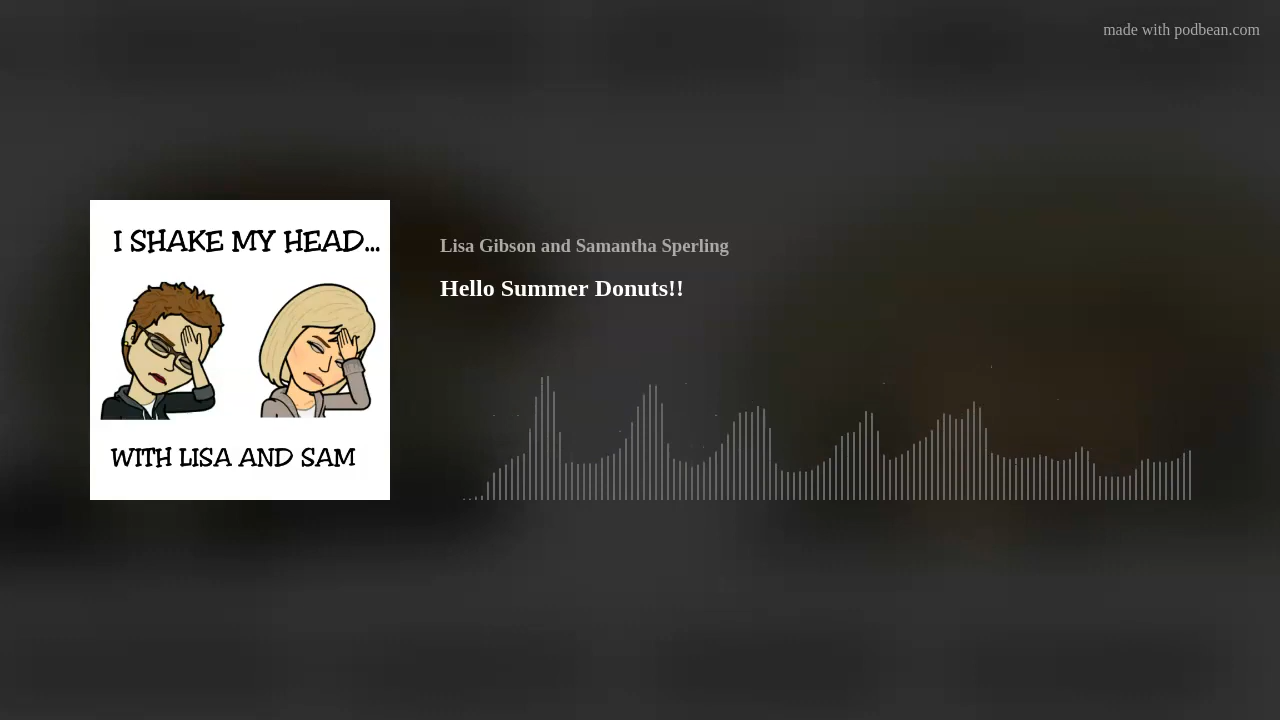 made with podbean.com
I SHAKE MY HEAD...
WITH LISA AND SAM
Lisa Gibson and Samantha Sperling
Hello Summer Donuts!!